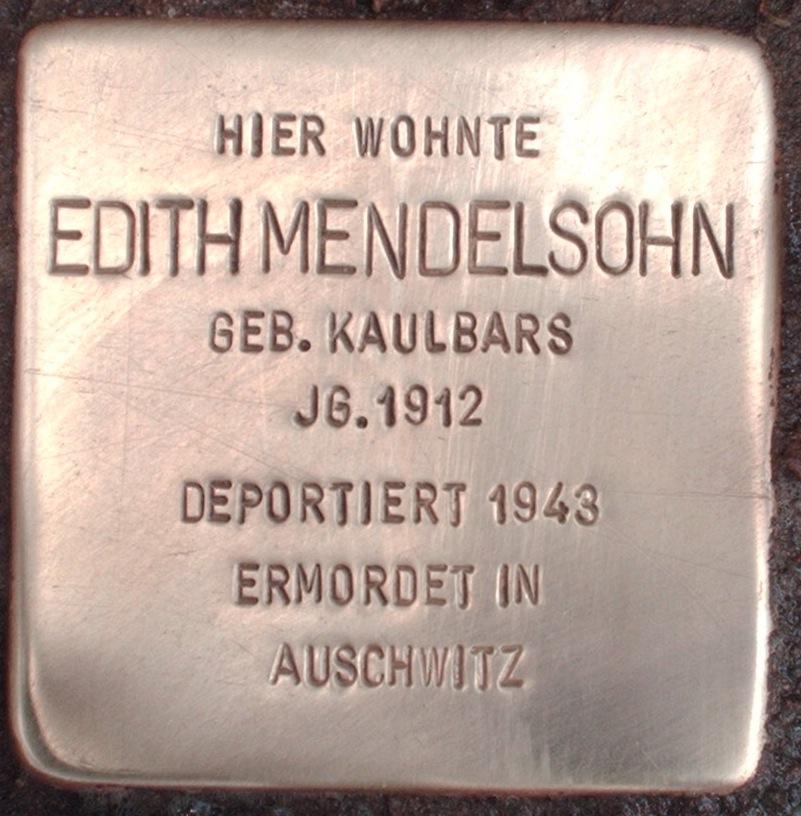 HIER WOHNTE
EDITH MENDELSOHN
GEB. KAULBARS
JG. 1912
DEPORTIERT 1943
ERMORDET IN
AUSCHWITZ